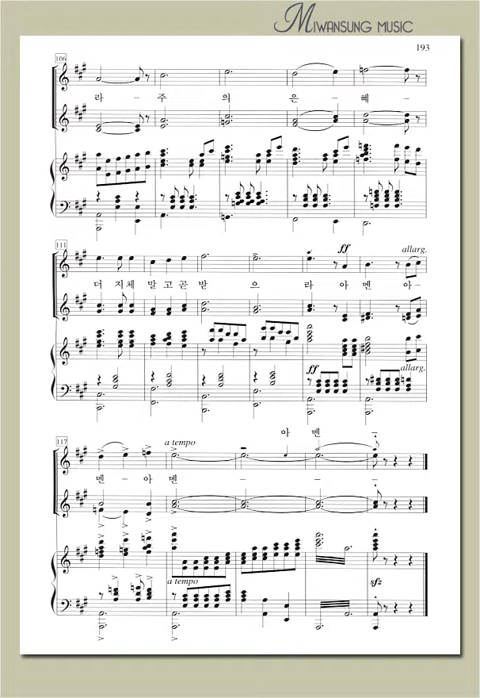 MIWANSUNG MUSIC
193
106
라 - 주 의 은 - 혜 -
111
ff
allarg.
더 지체 말고곧 받 으 라아멘 아-
ff
allarg.
117
아 멘 -
a tempo
멘 -아 멘 - - - -
a tempo
sfz